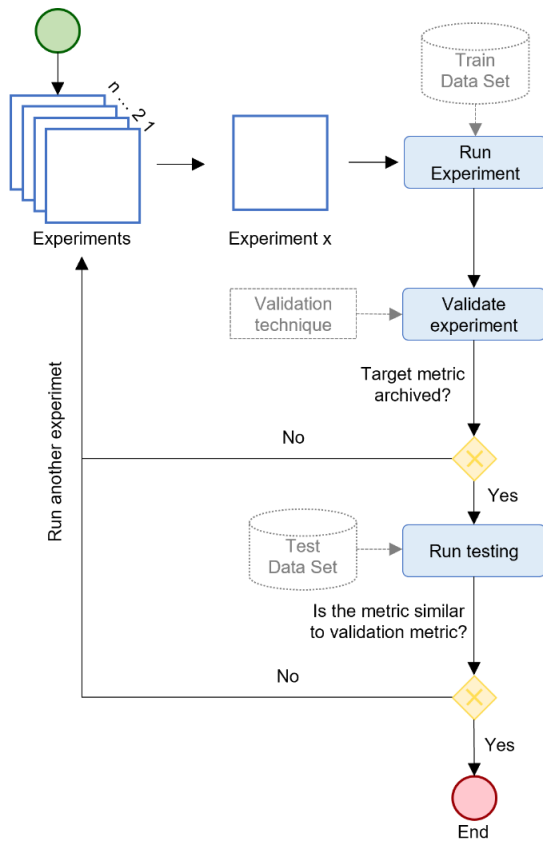 n ... 2 1
Train
Data Set
Run
Experiment
Experiments
Experiment x
Validation
technique
Validate
experiment
Target metric
archived?
No
Yes
Run another experimet
Test
Data Set
Run testing
Is the metric similar
to validation metric?
No
Yes
End